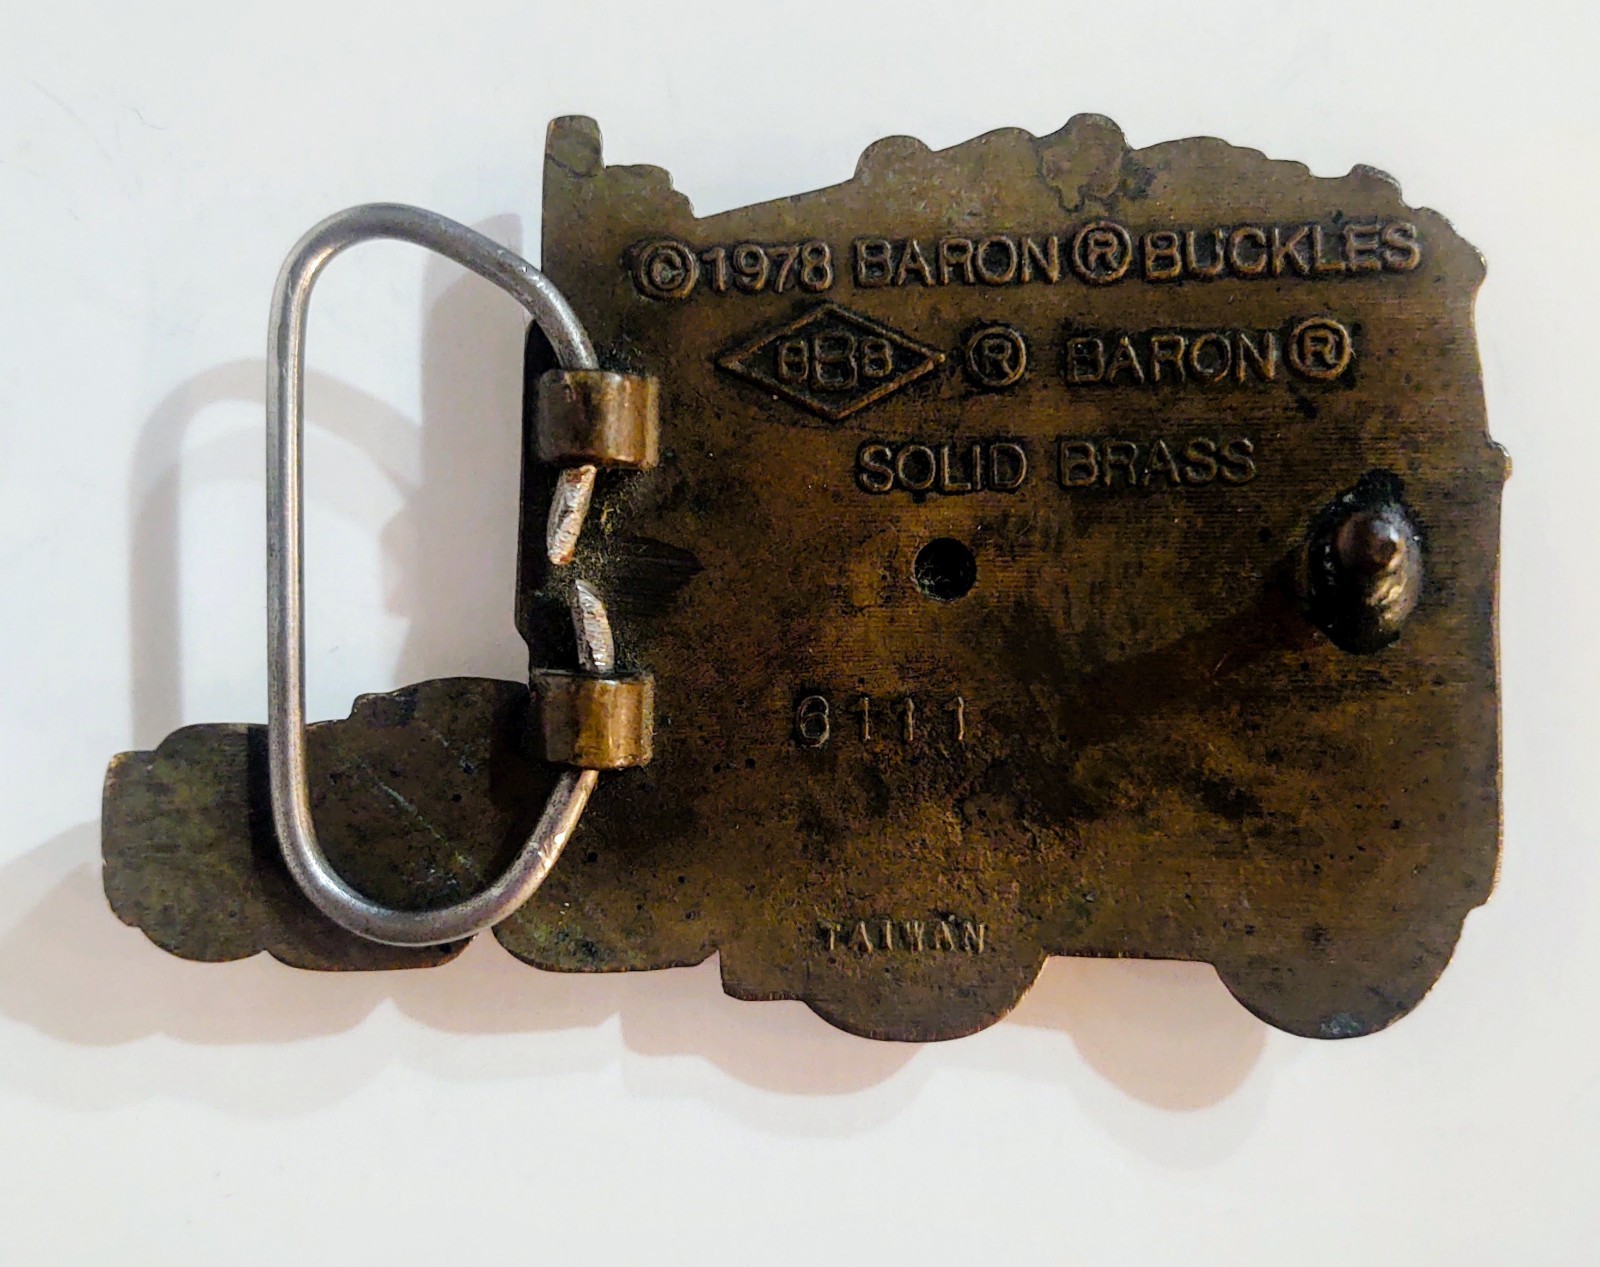 ©1978 BARON® BUCKLES
BBB ® BARON®
SOLID BRASS
6111
TAIWAN